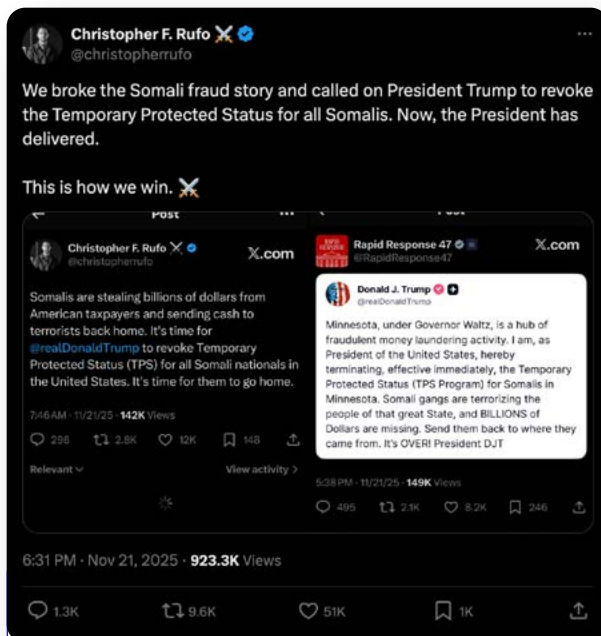 Christopher F. Rufo
@christopherrufo
We broke the Somali fraud story and called on President Trump to revoke
the Temporary Protected Status for all Somalis. Now, the President has
delivered.
This is how we win.
Post
Christopher F. Rufo
@christopherrufo
X.com
Somalis are stealing billions of dollars from
American taxpayers and sending cash to
terrorists back home. It's time for
@realDonaldTrump to revoke Temporary
Protected Status (TPS) for all Somali nationals in
the United States. It's time for them to go home.
7:46 AM · 11/21/25 · 142K Views
296 2.8K 12K 148
Relevant View activity
Post
Rapid Response 47
@RapidResponse47
X.com
Donald J. Trump
@realDonaldTrump
Minnesota, under Governor Waltz, is a hub of
fraudulent money laundering activity. I am, as
President of the United States, hereby
terminating, effective immediately, the Temporary
Protected Status (TPS Program) for Somalis in
Minnesota. Somali gangs are terrorizing the
people of that great State, and BILLIONS of
Dollars are missing. Send them back to where they
came from. It's OVER! President DJT
5:38 PM · 11/21/25 · 149K Views
495 2.1K 8.2K 246
6:31 PM · Nov 21, 2025 · 923.3K Views
1.3K 9.6K 51K 1K